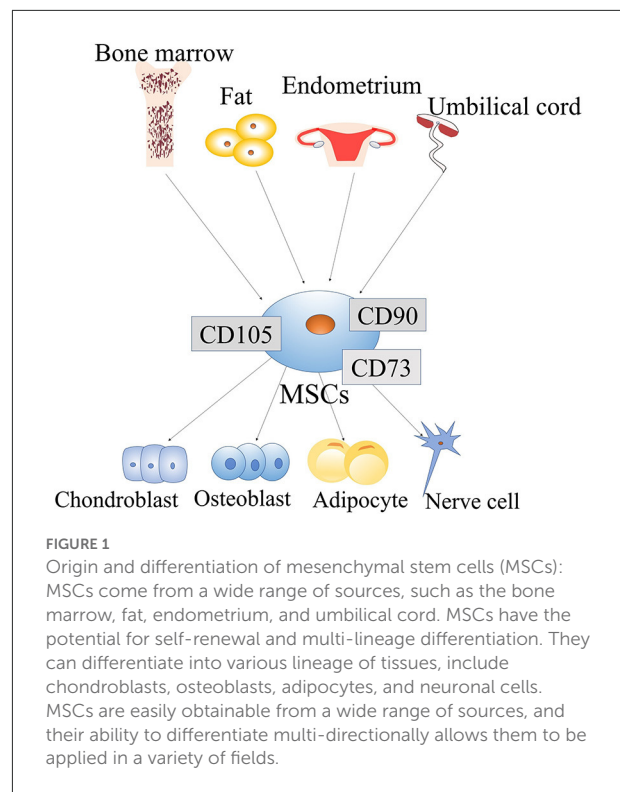 Bone marrow
Fat
Endometrium
Umbilical cord
CD105
CD90
CD73
MSCs
Chondroblast
Osteoblast
Adipocyte
Nerve cell
FIGURE 1
Origin and differentiation of mesenchymal stem cells (MSCs):
MSCs come from a wide range of sources, such as the bone
marrow, fat, endometrium, and umbilical cord. MSCs have the
potential for self-renewal and multi-lineage differentiation. They
can differentiate into various lineage of tissues, include
chondroblasts, osteoblasts, adipocytes, and neuronal cells.
MSCs are easily obtainable from a wide range of sources, and
their ability to differentiate multi-directionally allows them to be
applied in a variety of fields.